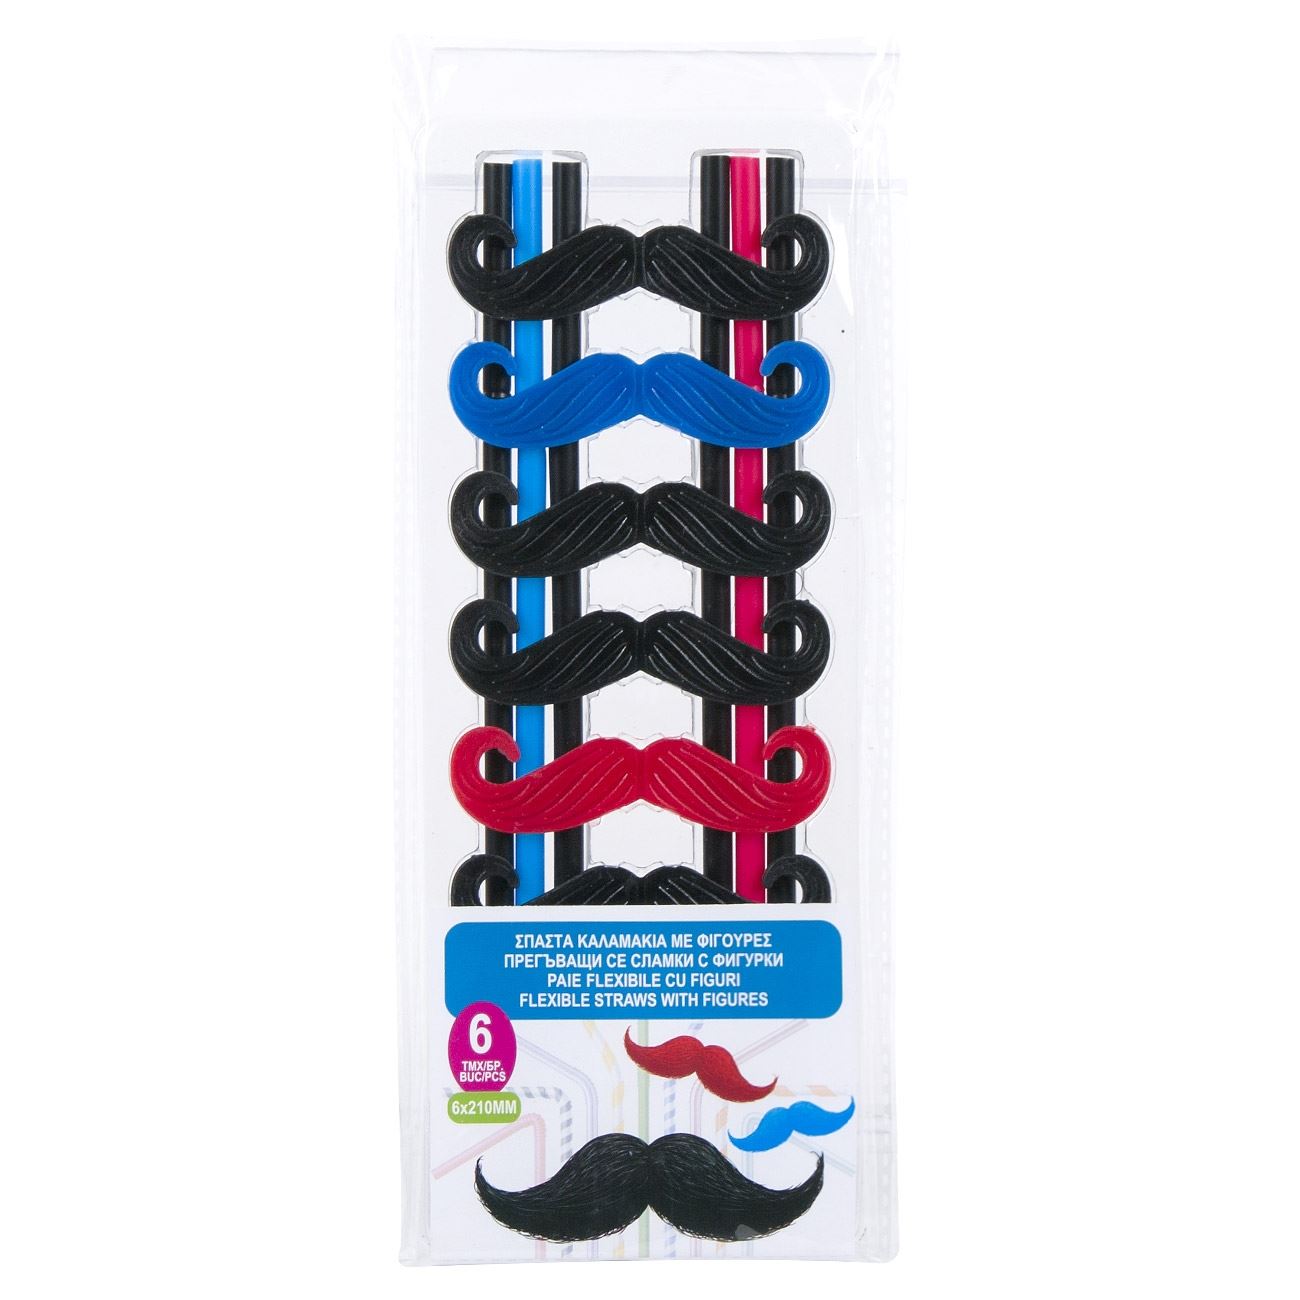 ΣΠΑΣΤΑ ΚΑΛΑΜΑΚΙΑ ΜΕ ΦΙΓΟΥΡΕΣ
ПРЕГЪВАЩИ СЕ СЛАМКИ С ФИГУРКИ
PAIE FLEXIBILE CU FIGURI
FLEXIBLE STRAWS WITH FIGURES
6
ΤΜΧ/БР.
BUC/PCS
6x210MM